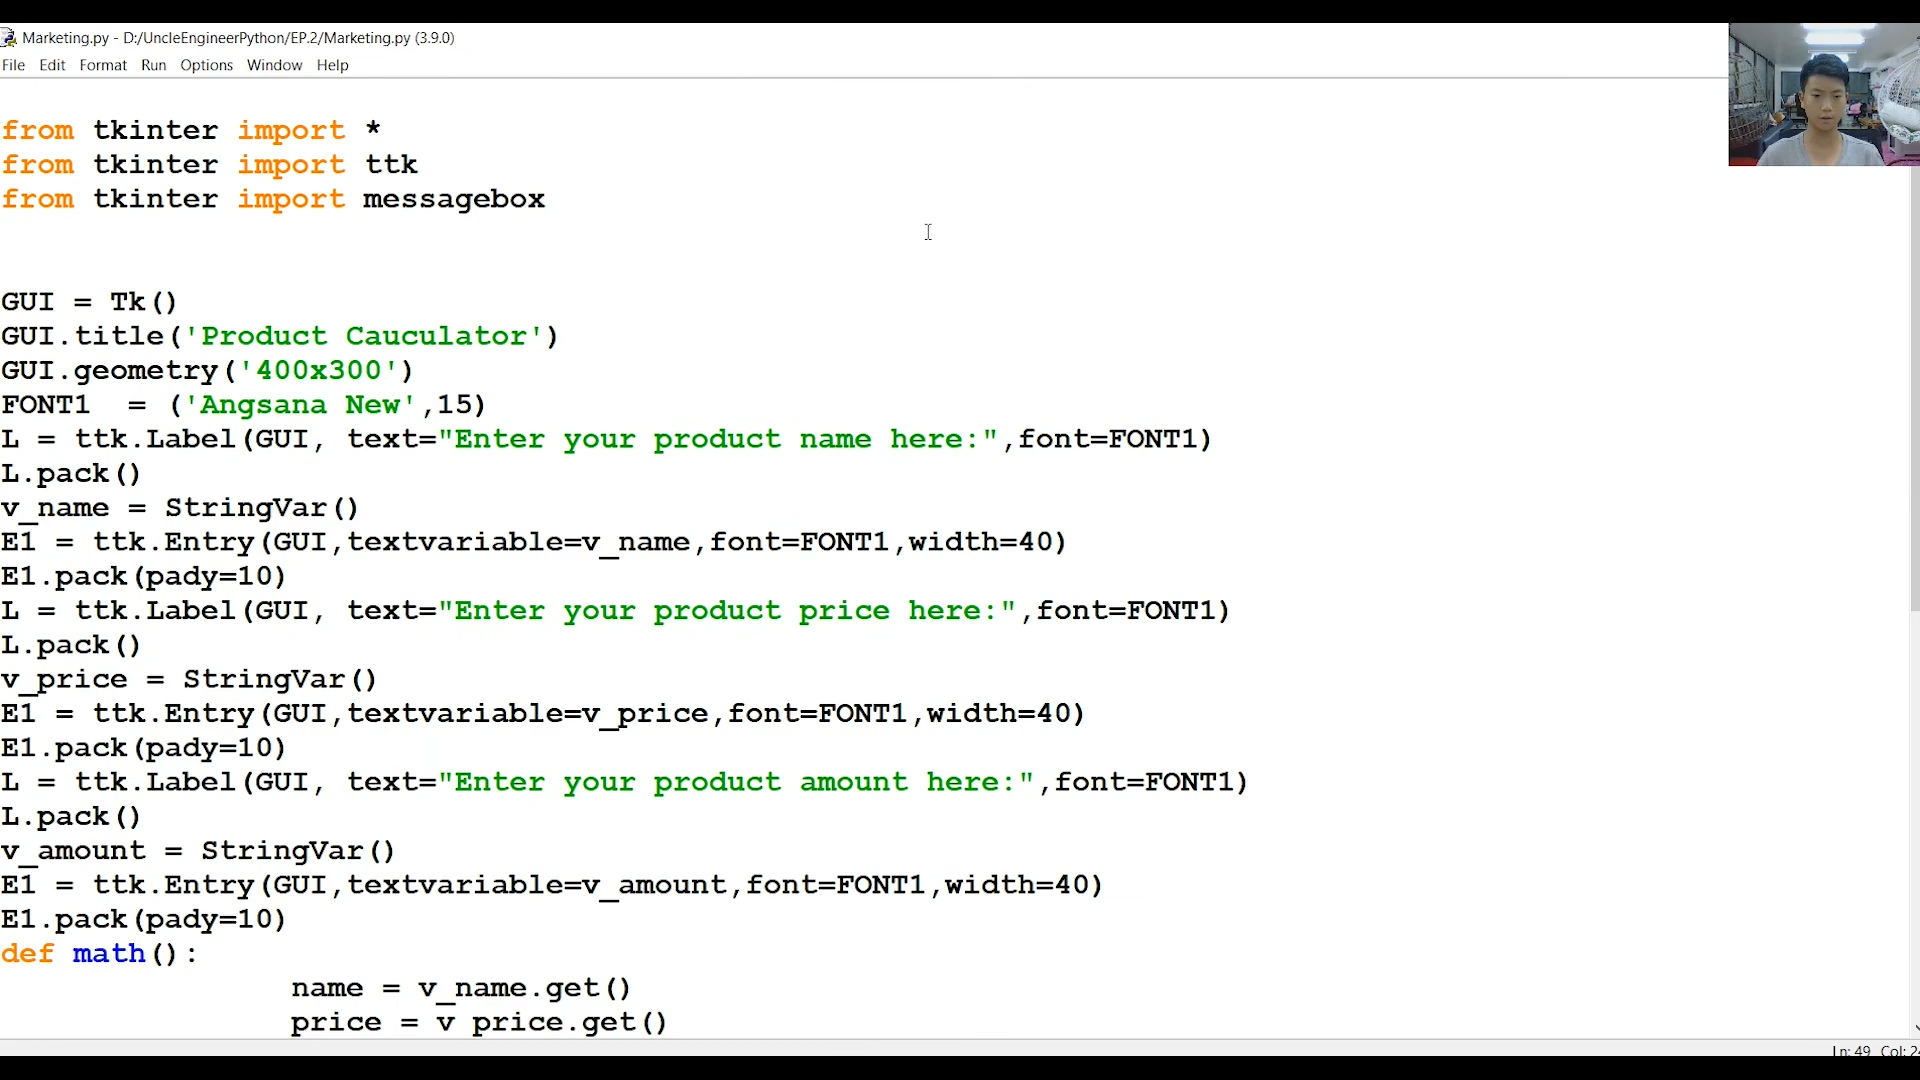 Marketing.py - D:/UncleEngineerPython/EP.2/Marketing.py (3.9.0)
File Edit Format Run Options Window Help
from tkinter import *
from tkinter import ttk
from tkinter import messagebox
GUI = Tk()
GUI.title('Product Cauculator')
GUI.geometry('400x300')
FONT1  = ('Angsana New',15)
L = ttk.Label(GUI, text="Enter your product name here:",font=FONT1)
L.pack()
v_name = StringVar()
E1 = ttk.Entry(GUI,textvariable=v_name,font=FONT1,width=40)
E1.pack(pady=10)
L = ttk.Label(GUI, text="Enter your product price here:",font=FONT1)
L.pack()
v_price = StringVar()
E1 = ttk.Entry(GUI,textvariable=v_price,font=FONT1,width=40)
E1.pack(pady=10)
L = ttk.Label(GUI, text="Enter your product amount here:",font=FONT1)
L.pack()
v_amount = StringVar()
E1 = ttk.Entry(GUI,textvariable=v_amount,font=FONT1,width=40)
E1.pack(pady=10)
def math():
name = v_name.get()
price = v_price.get()
Ln: 49 Col: